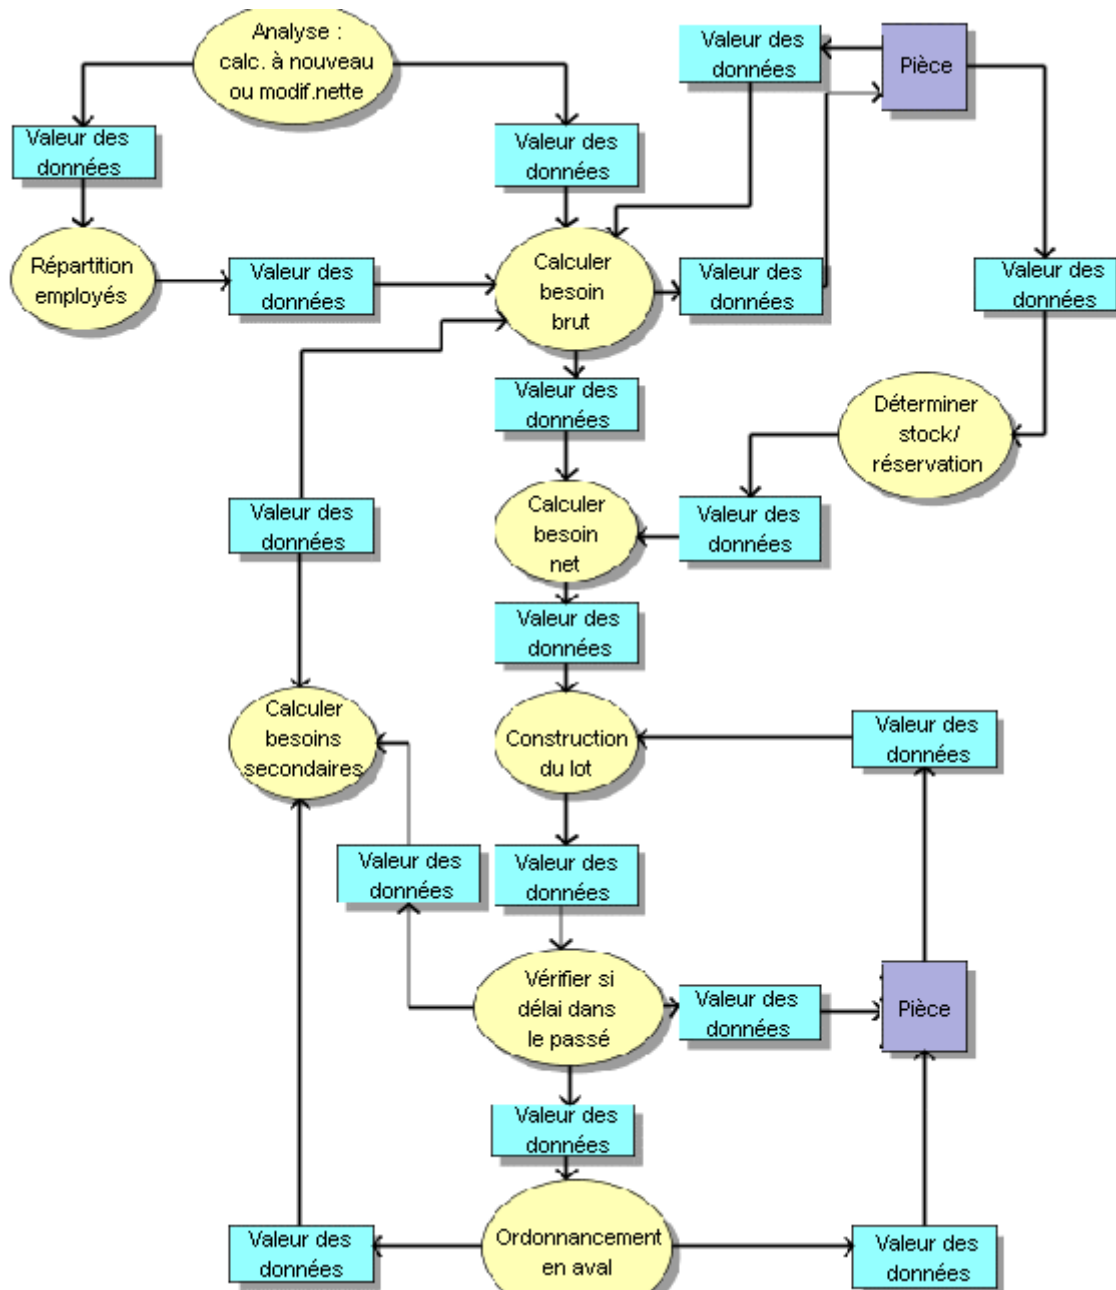 Analyse :
calc. à nouveau
ou modif.nette
Valeur des
données
Pièce
Valeur des
données
Valeur des
données
Répartition
employés
Valeur des
données
Calculer
besoin
brut
Valeur des
données
Valeur des
données
Valeur des
données
Déterminer
stock/
réservation
Valeur des
données
Calculer
besoin
net
Valeur des
données
Valeur des
données
Calculer
besoins
secondaires
Construction
du lot
Valeur des
données
Valeur des
données
Valeur des
données
Vérifier si
délai dans
le passé
Valeur des
données
Pièce
Valeur des
données
Valeur des
données
Ordonnancement
en aval
Valeur des
données